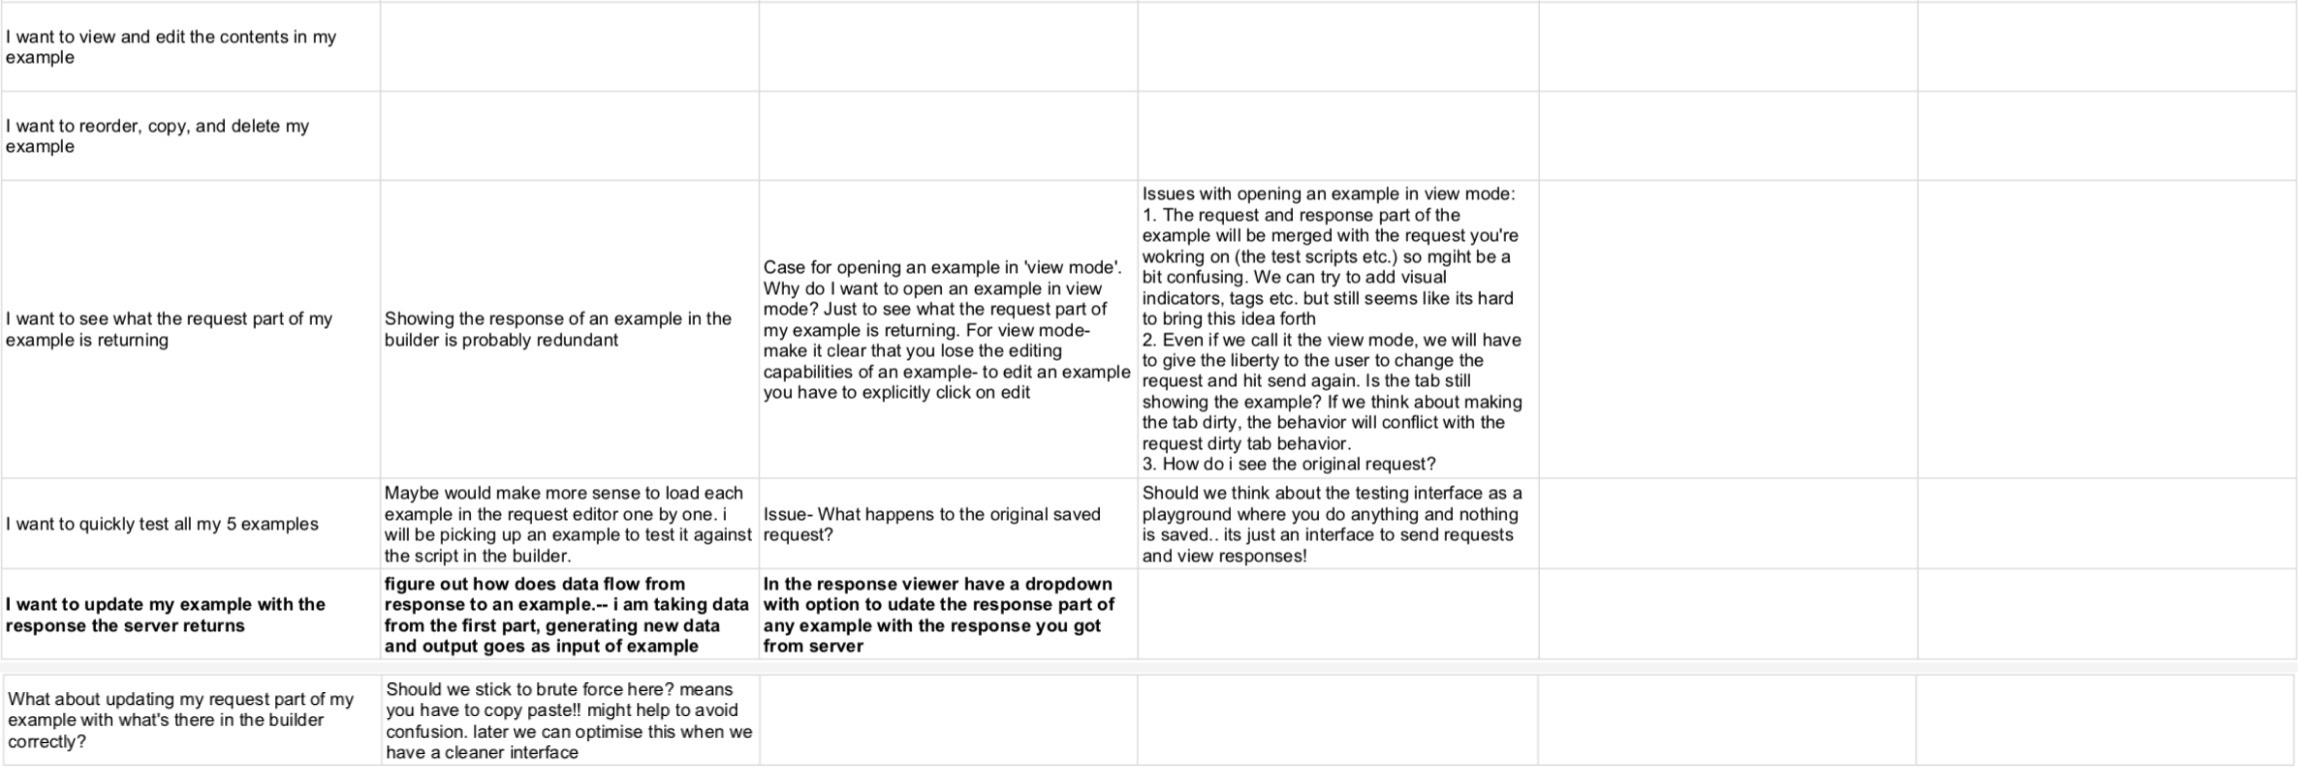 I want to view and edit the contents in my
example
I want to reorder, copy, and delete my
example
I want to see what the request part of my
example is returning
Showing the response of an example in the
builder is probably redundant
Case for opening an example in 'view mode'.
Why do I want to open an example in view
mode? Just to see what the request part of
my example is returning. For view mode-
make it clear that you lose the editing
capabilities of an example- to edit an example
you have to explicitly click on edit
Issues with opening an example in view mode:
1. The request and response part of the
example will be merged with the request you're
wokring on (the test scripts etc.) so mgiht be a
bit confusing. We can try to add visual
indicators, tags etc. but still seems like its hard
to bring this idea forth
2. Even if we call it the view mode, we will have
to give the liberty to the user to change the
request and hit send again. Is the tab still
showing the example? If we think about making
the tab dirty, the behavior will conflict with the
request dirty tab behavior.
3. How do i see the original request?
I want to quickly test all my 5 examples
Maybe would make more sense to load each
example in the request editor one by one. i
will be picking up an example to test it against
the script in the builder.
Issue- What happens to the original saved
request?
Should we think about the testing interface as a
playground where you do anything and nothing
is saved.. its just an interface to send requests
and view responses!
I want to update my example with the
response the server returns
figure out how does data flow from
response to an example.-- i am taking data
from the first part, generating new data
and output goes as input of example
In the response viewer have a dropdown
with option to udate the response part of
any example with the response you got
from server
What about updating my request part of my
example with what's there in the builder
correctly?
Should we stick to brute force here? means
you have to copy paste!! might help to avoid
confusion. later we can optimise this when we
have a cleaner interface